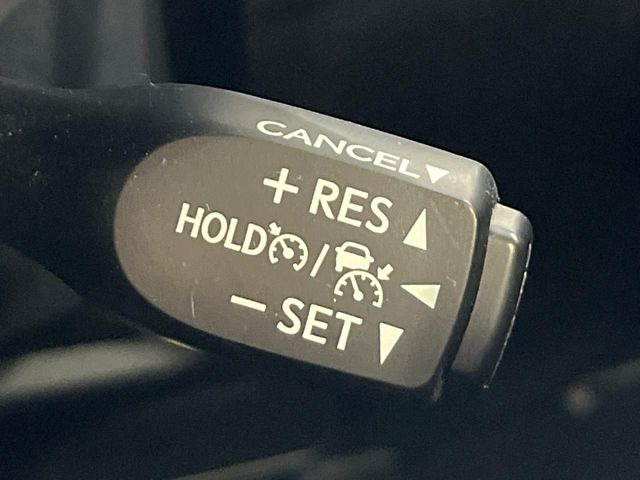 CANCEL
+ RES
HOLD /
– SET